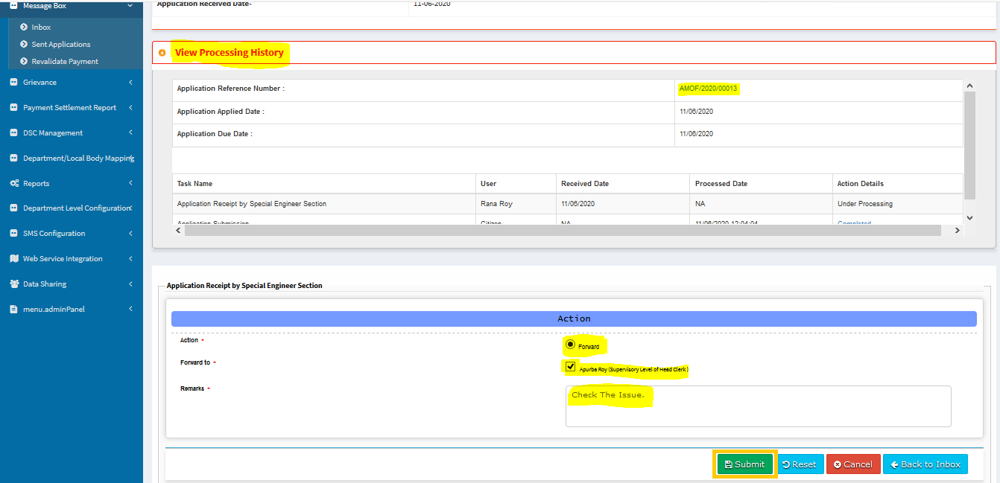 Message Box
Inbox
Sent Applications
Revalidate Payment
Grievance
Payment Settlement Report
DSC Management
Department/Local Body Mapping
Reports
Department Level Configuration
SMS Configuration
Web Service Integration
Data Sharing
menu.adminPanel
Application Received Date- 11-06-2020
View Processing History
Application Reference Number : AMOF/2020/00013
Application Applied Date : 11/06/2020
Application Due Date : 11/06/2020
Task Name User Received Date Processed Date Action Details
Application Receipt by Special Engineer Section Rana Roy 11/06/2020 NA Under Processing
Application Submission Citizen NA 11/06/2020 12:04:04 Completed
Application Receipt by Special Engineer Section
Action
Action * Forward
Forward to * Apurba Roy (Supervisory Level of Head Clerk )
Remarks * Check The Issue.
Submit Reset Cancel Back to Inbox